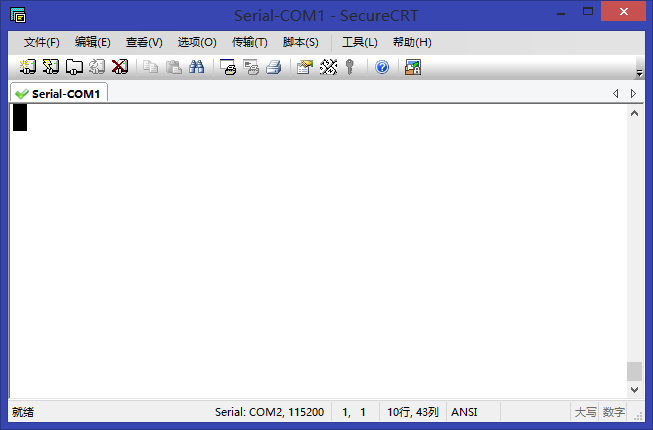 Serial-COM1 - SecureCRT
文件(F) 编辑(E) 查看(V) 选项(O) 传输(T) 脚本(S) 工具(L) 帮助(H)
Serial-COM1
就绪 Serial: COM2, 115200 1, 1 10行, 43列 ANSI 大写 数字